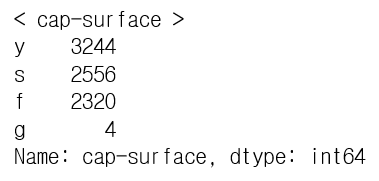 < cap-surface >
y    3244
s    2556
f    2320
g       4
Name: cap-surface, dtype: int64